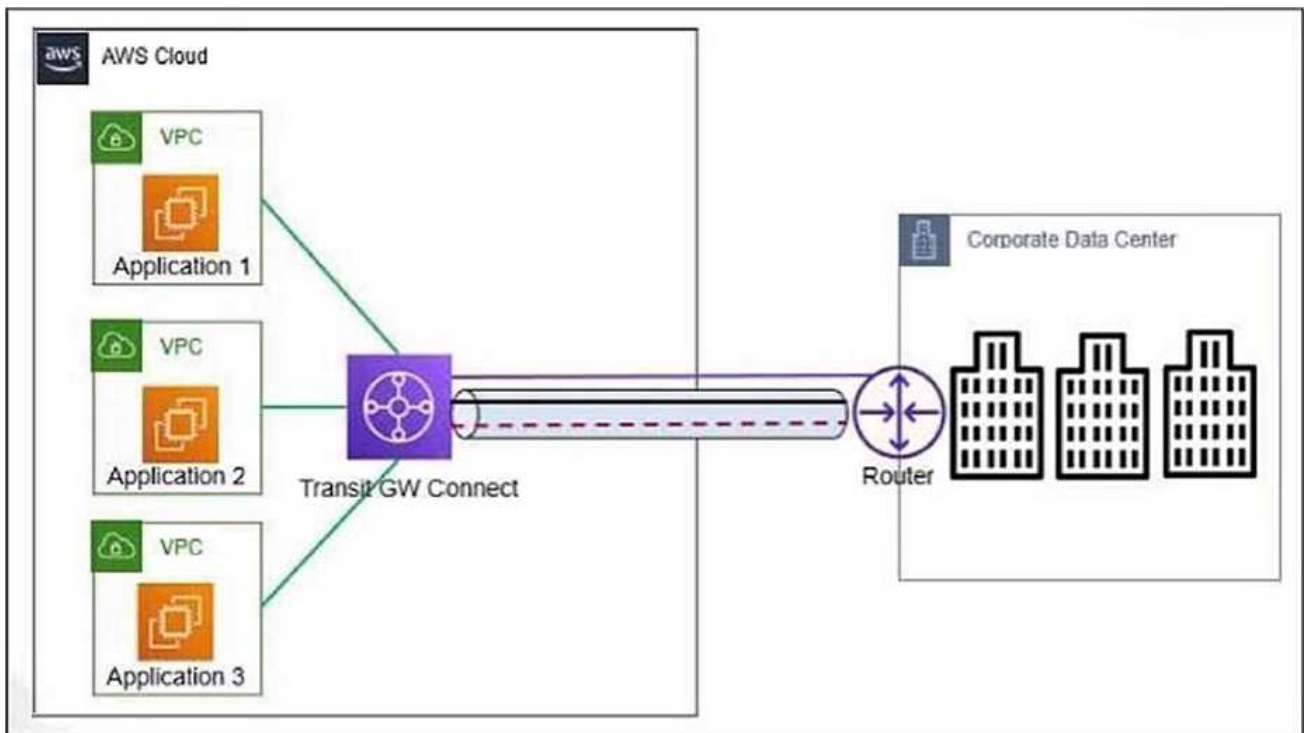 aws
AWS Cloud
VPC
Application 1
VPC
Application 2
VPC
Application 3
Transit GW Connect
Router
Corporate Data Center